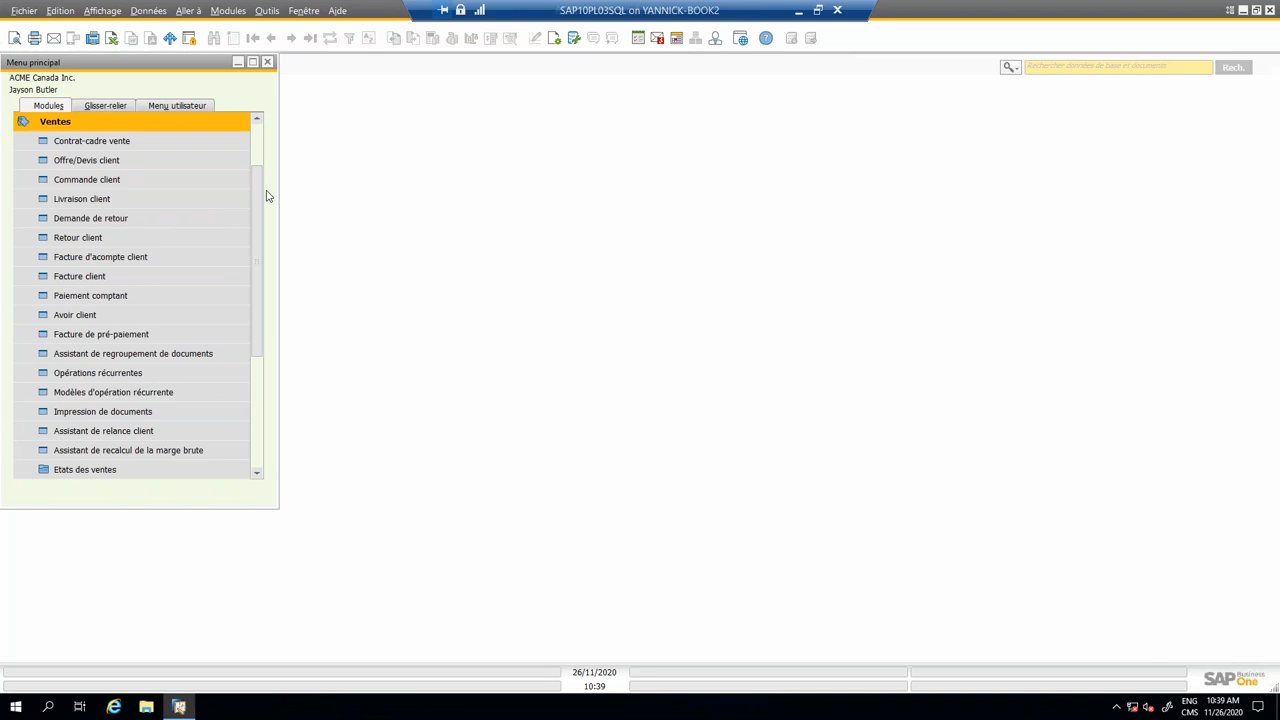 Fichier Edition Affichage Données Aller à Modules Outils Fenêtre Aide
SAP10PL03SQL on YANNICK-BOOK2
Menu principal
ACME Canada Inc.
Jayson Butler
Rechercher données de base et documents
Rech.
Modules Glisser-relier Menu utilisateur
Ventes
Contrat-cadre vente
Offre/Devis client
Commande client
Livraison client
Demande de retour
Retour client
Facture d'acompte client
Facture client
Paiement comptant
Avoir client
Facture de pré-paiement
Assistant de regroupement de documents
Opérations récurrentes
Modèles d'opération récurrente
Impression de documents
Assistant de relance client
Assistant de recalcul de la marge brute
Etats des ventes
26/11/2020
10:39
SAP Business One
ENG 10:39 AM
CMS 11/26/2020